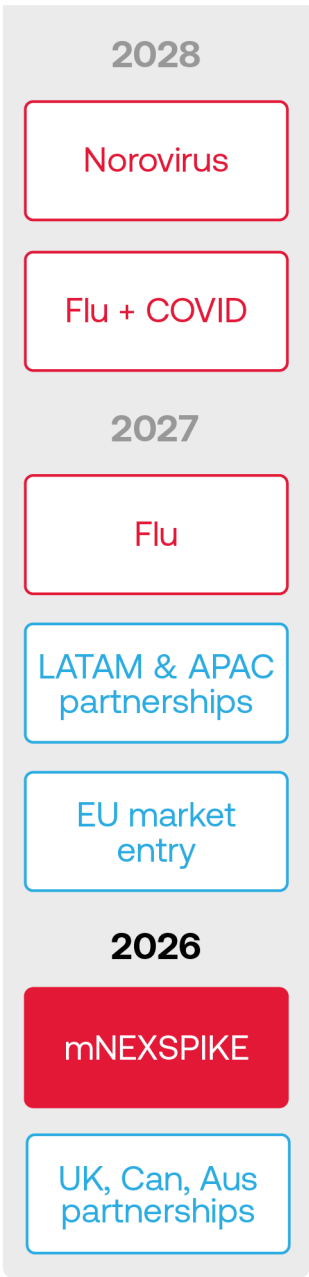 2028
Norovirus
Flu + COVID
2027
Flu
LATAM & APAC
partnerships
EU market
entry
2026
mNEXSPIKE
UK, Can, Aus
partnerships